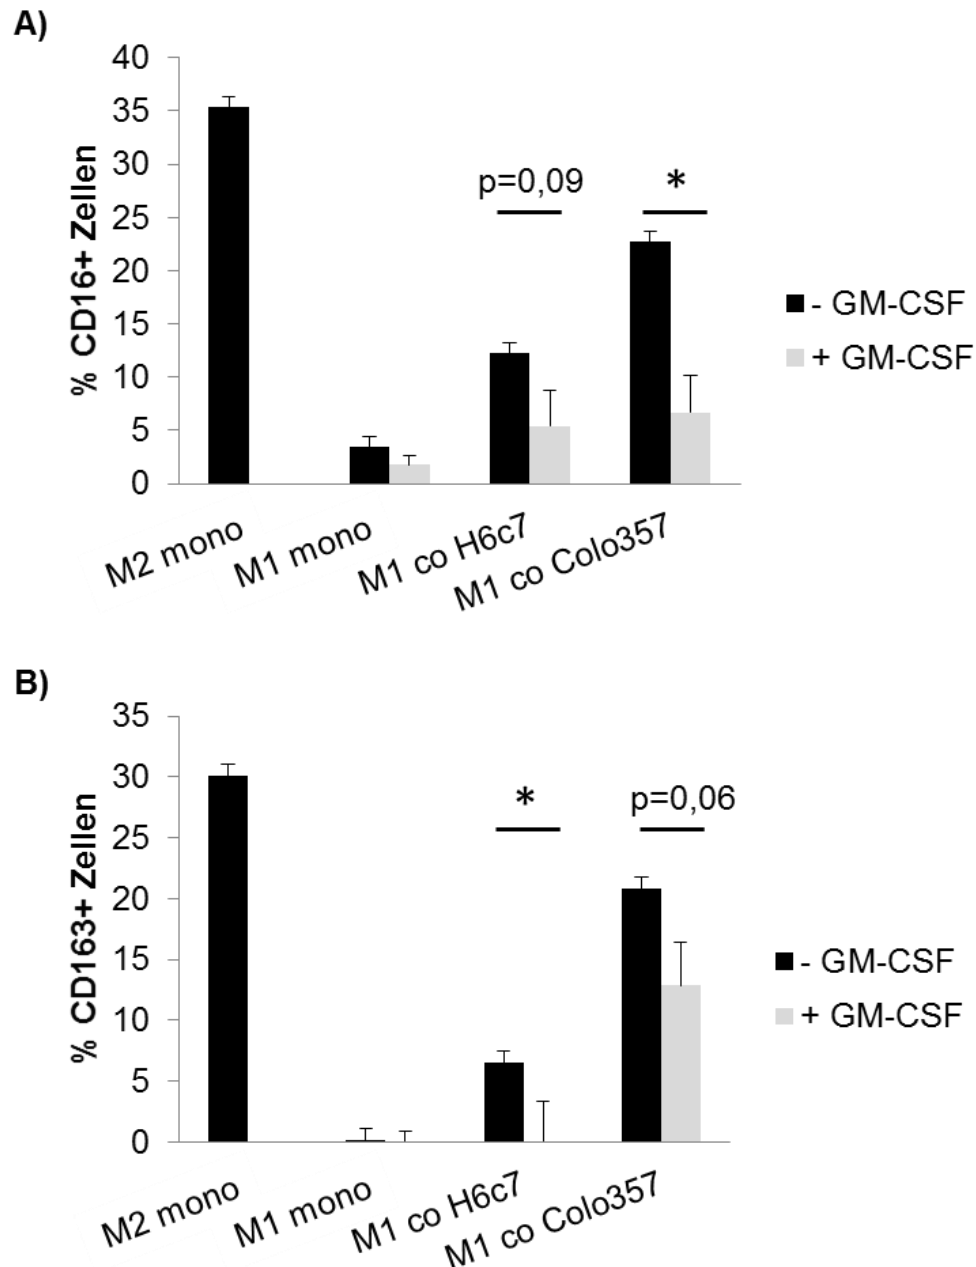 A)
% CD16+ Zellen
40
35
30
25
20
15
10
5
0
p=0,09
*
- GM-CSF
+ GM-CSF
M2 mono
M1 mono
M1 co H6c7
M1 co Colo357
B)
% CD163+ Zellen
35
30
25
20
15
10
5
0
*
p=0,06
- GM-CSF
+ GM-CSF
M2 mono
M1 mono
M1 co H6c7
M1 co Colo357